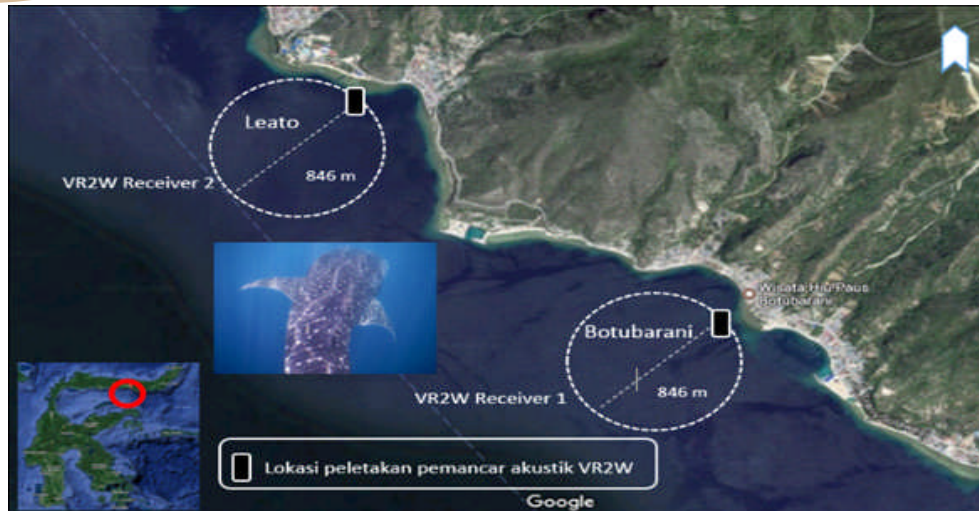 Leato
846 m
VR2W Receiver 2
Wisata Hiu Paus
Botubarani
Botubarani
VR2W Receiver 1
846 m
Lokasi peletakan pemancar akustik VR2W
Google